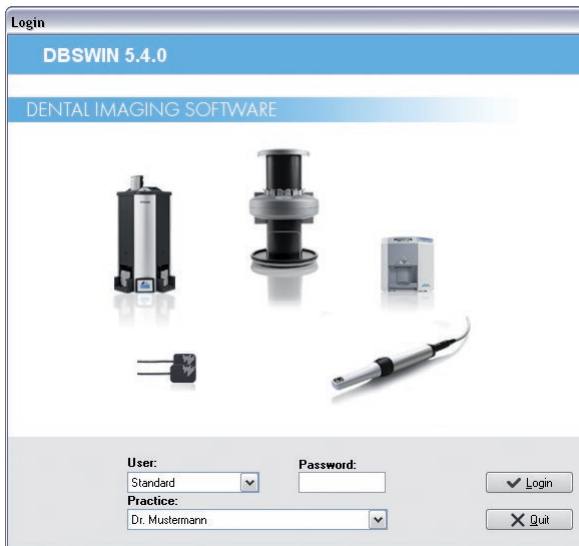 Login
DBSWIN 5.4.0
DENTAL IMAGING SOFTWARE
User:
Password:
Standard
Login
Practice:
Dr. Mustermann
Quit